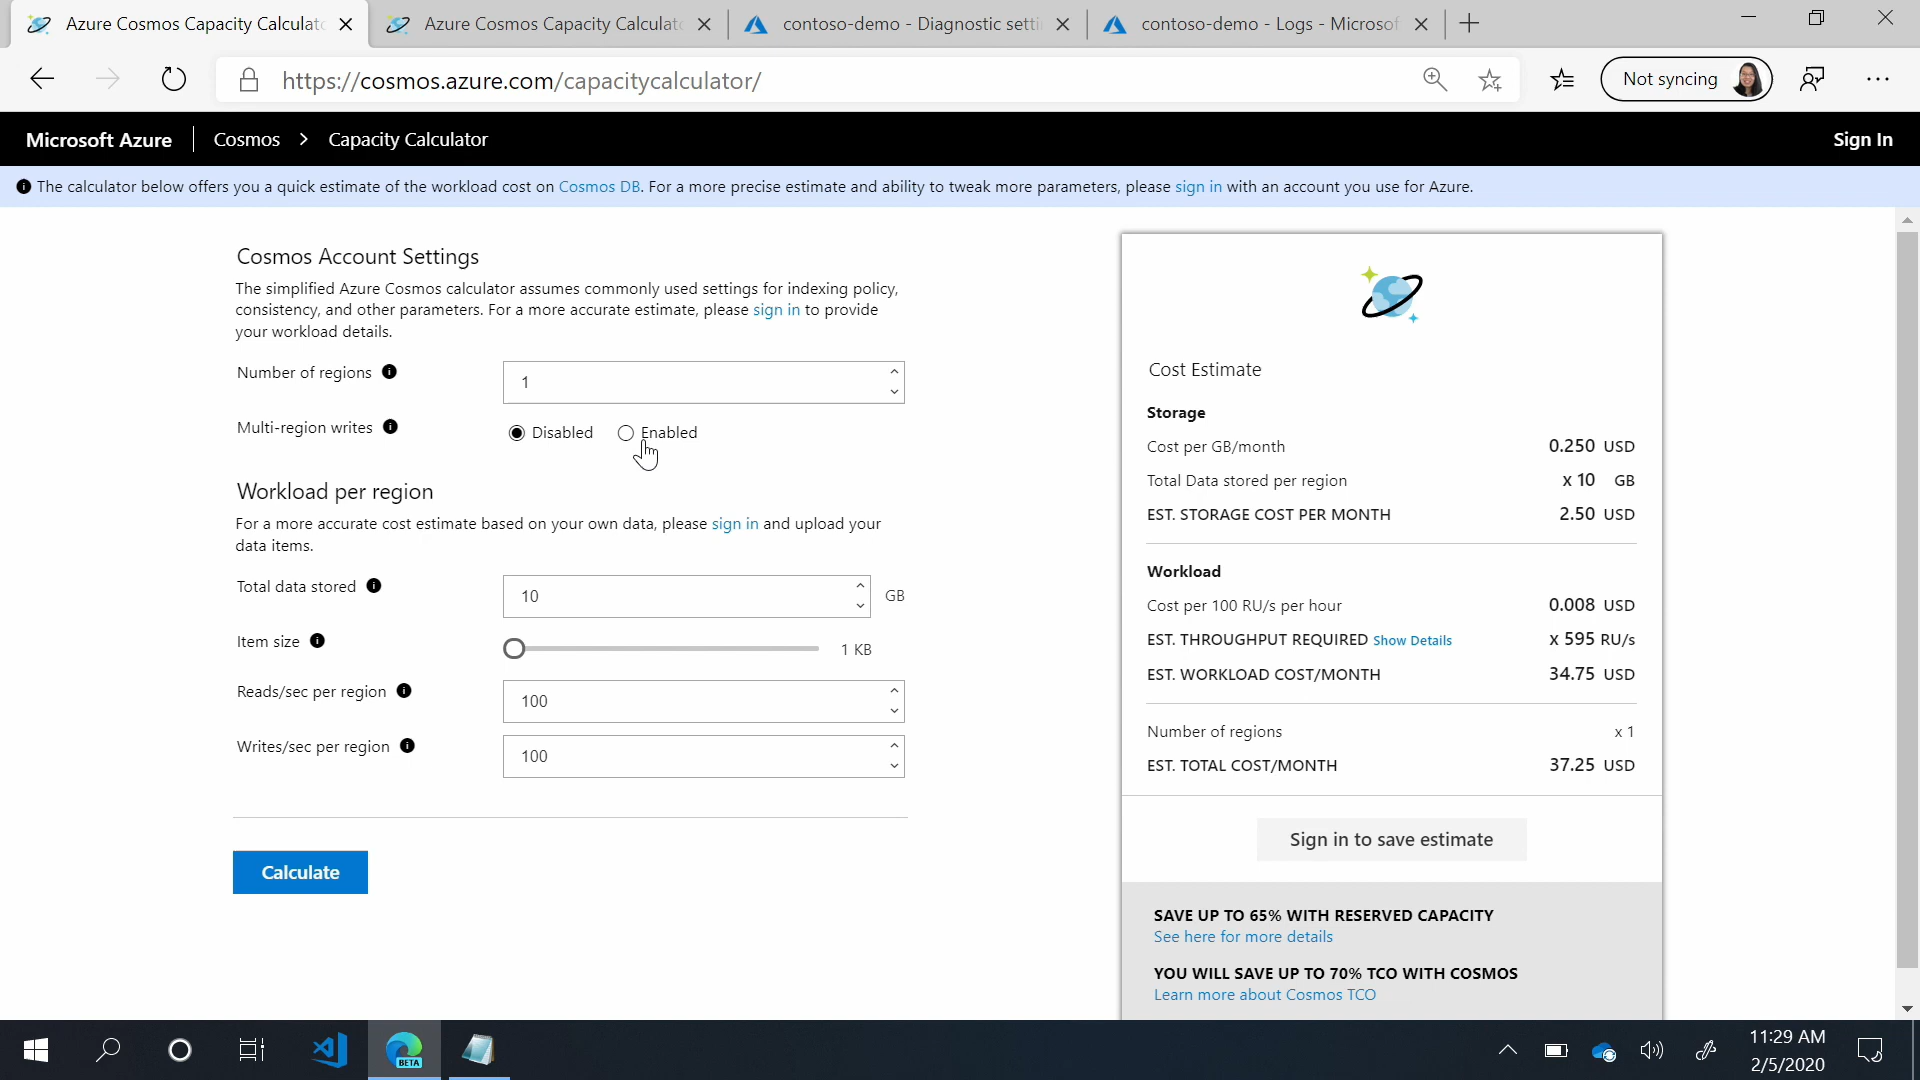 Azure Cosmos Capacity Calculato
Azure Cosmos Capacity Calculato
contoso-demo - Diagnostic setti
contoso-demo - Logs - Microsof
https://cosmos.azure.com/capacitycalculator/
Not syncing
Microsoft Azure
Cosmos > Capacity Calculator
Sign In
The calculator below offers you a quick estimate of the workload cost on Cosmos DB. For a more precise estimate and ability to tweak more parameters, please sign in with an account you use for Azure.
Cosmos Account Settings
The simplified Azure Cosmos calculator assumes commonly used settings for indexing policy,
consistency, and other parameters. For a more accurate estimate, please sign in to provide
your workload details.
Number of regions
1
Multi-region writes
Disabled
Enabled
Workload per region
For a more accurate cost estimate based on your own data, please sign in and upload your
data items.
Total data stored
10
GB
Item size
1 KB
Reads/sec per region
100
Writes/sec per region
100
Calculate
Cost Estimate
Storage
Cost per GB/month 0.250 USD
Total Data stored per region x 10 GB
EST. STORAGE COST PER MONTH 2.50 USD
Workload
Cost per 100 RU/s per hour 0.008 USD
EST. THROUGHPUT REQUIRED Show Details x 595 RU/s
EST. WORKLOAD COST/MONTH 34.75 USD
Number of regions x 1
EST. TOTAL COST/MONTH 37.25 USD
Sign in to save estimate
SAVE UP TO 65% WITH RESERVED CAPACITY
See here for more details
YOU WILL SAVE UP TO 70% TCO WITH COSMOS
Learn more about Cosmos TCO
BETA
11:29 AM
2/5/2020